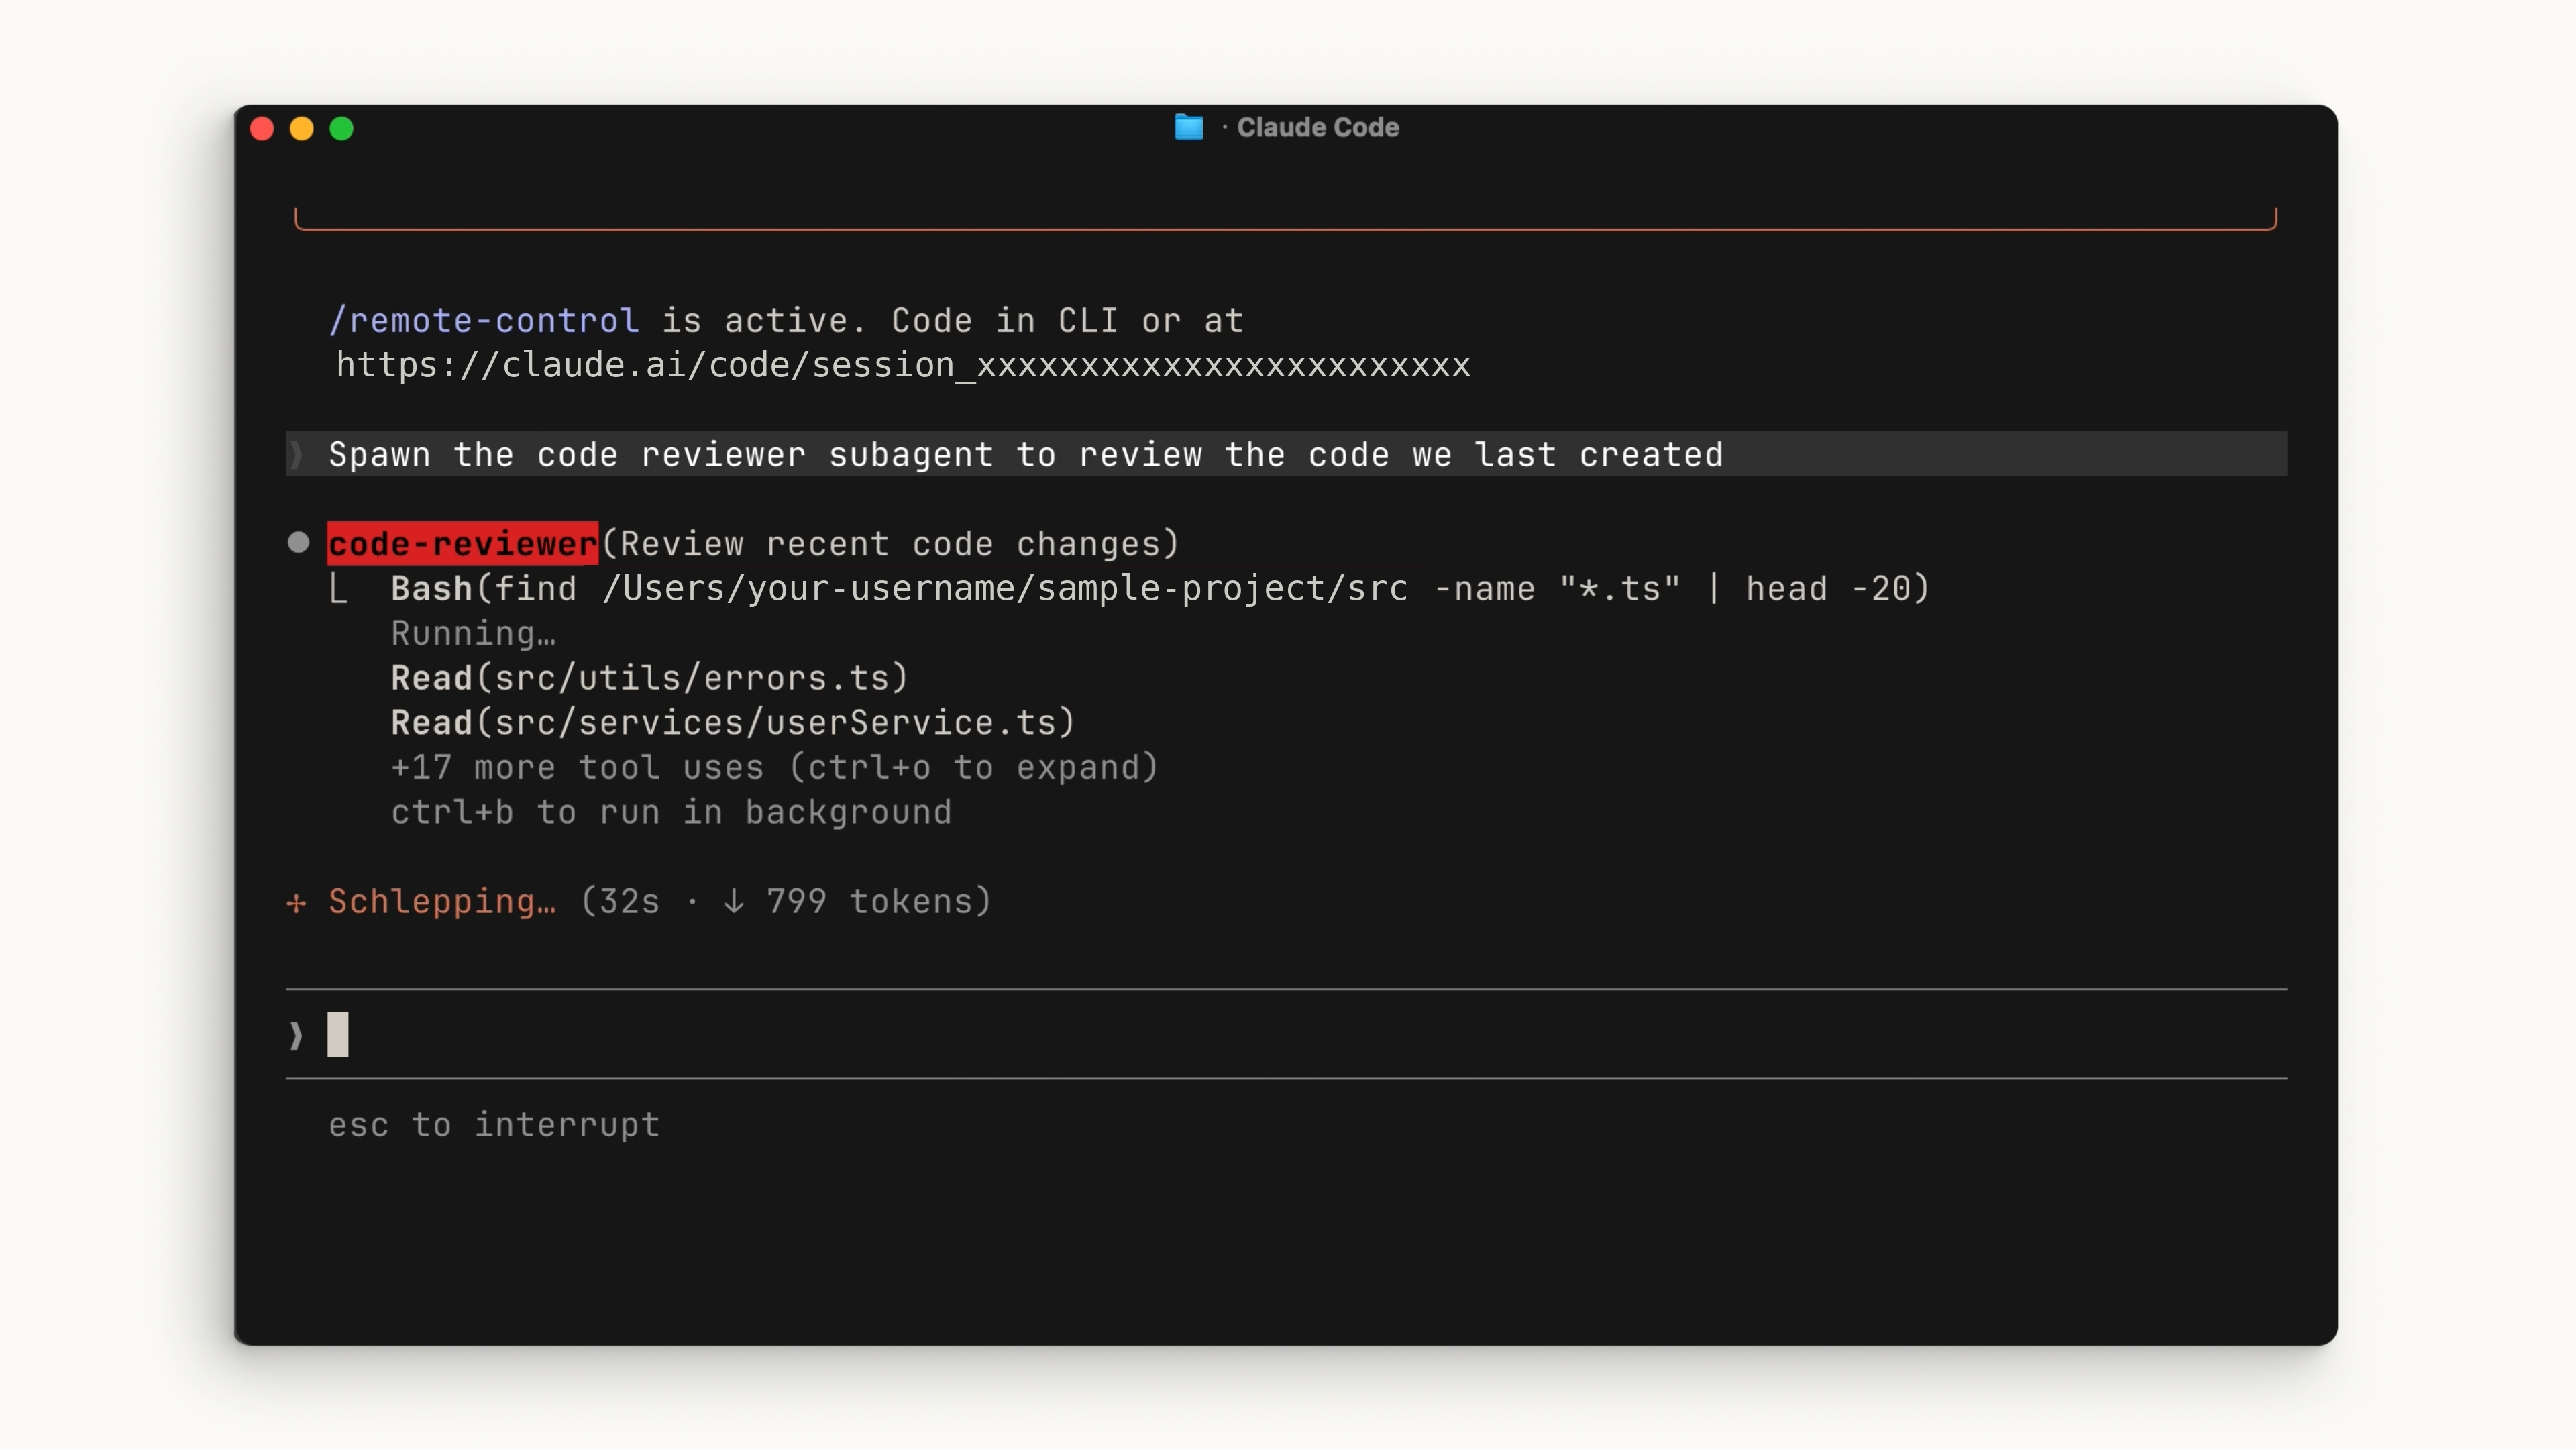 · Claude Code
/remote-control is active. Code in CLI or at
https://claude.ai/code/session_xxxxxxxxxxxxxxxxxxxxxxxx
❯ Spawn the code reviewer subagent to review the code we last created
● code-reviewer(Review recent code changes)
⎿  Bash(find /Users/your-username/sample-project/src -name "*.ts" | head -20)
Running…
Read(src/utils/errors.ts)
Read(src/services/userService.ts)
+17 more tool uses (ctrl+o to expand)
ctrl+b to run in background
✢ Schlepping… (32s · ↓ 799 tokens)
❯
esc to interrupt